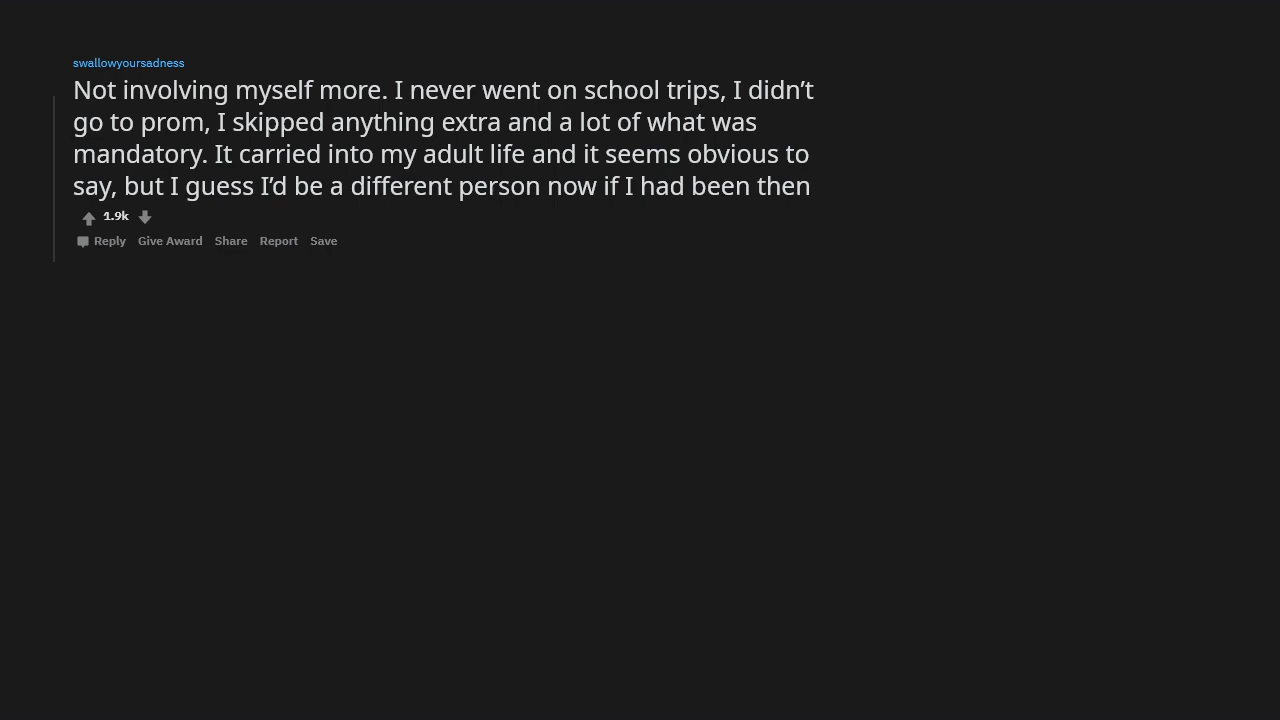 swallowyoursadness
Not involving myself more. I never went on school trips, I didn’t
go to prom, I skipped anything extra and a lot of what was
mandatory. It carried into my adult life and it seems obvious to
say, but I guess I’d be a different person now if I had been then
1.9k
Reply Give Award Share Report Save